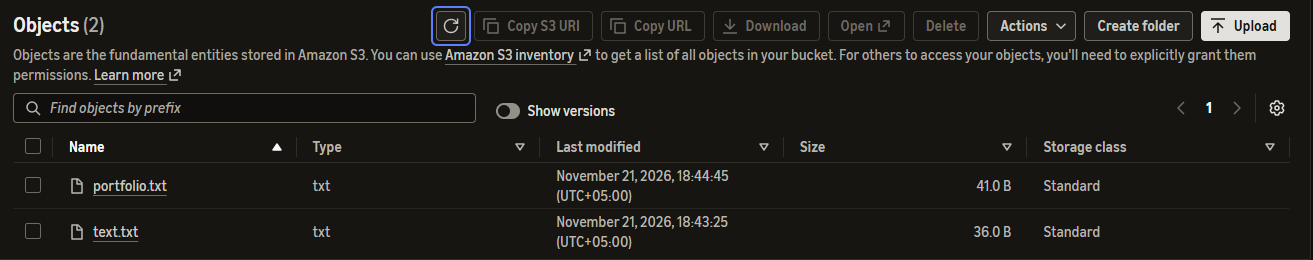 Objects (2)
Copy S3 URI
Copy URL
Download
Open
Delete
Actions
Create folder
Upload
Objects are the fundamental entities stored in Amazon S3. You can use Amazon S3 inventory to get a list of all objects in your bucket. For others to access your objects, you'll need to explicitly grant them
permissions. Learn more
Find objects by prefix
Show versions
1
Name Type Last modified Size Storage class
portfolio.txt txt November 21, 2026, 18:44:45 (UTC+05:00) 41.0 B Standard
text.txt txt November 21, 2026, 18:43:25 (UTC+05:00) 36.0 B Standard